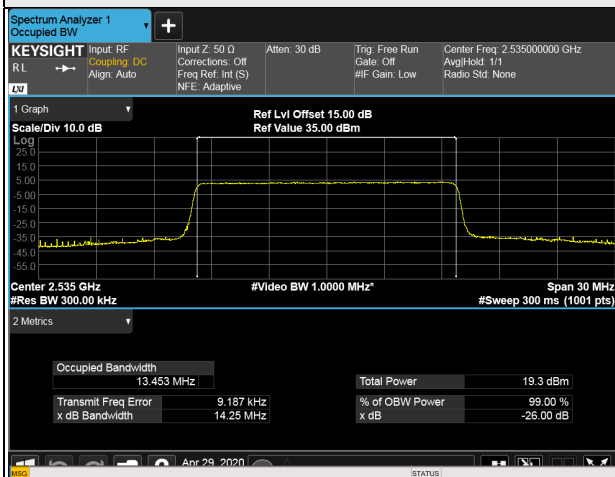 Spectrum Analyzer 1
Occupied BW
+
KEYSIGHT
RL
LXI
Input: RF
Coupling: DC
Align: Auto
Input Z: 50 Ω
Corrections: Off
Freq Ref: Int (S)
NFE: Adaptive
Atten: 30 dB
Trig: Free Run
Gate: Off
#IF Gain: Low
Center Freq: 2.535000000 GHz
Avg|Hold: 1/1
Radio Std: None
1 Graph
Scale/Div 10.0 dB
Ref Lvl Offset 15.00 dB
Ref Value 35.00 dBm
Log
25.0
15.0
5.00
-5.00
-15.0
-25.0
-35.0
-45.0
-55.0
Center 2.535 GHz
#Res BW 300.00 kHz
#Video BW 1.0000 MHz*
Span 30 MHz
#Sweep 300 ms (1001 pts)
2 Metrics
Occupied Bandwidth
13.453 MHz
Transmit Freq Error 9.187 kHz
x dB Bandwidth 14.25 MHz
Total Power 19.3 dBm
% of OBW Power 99.00 %
x dB -26.00 dB
Apr 29, 2020
MSG
STATUS